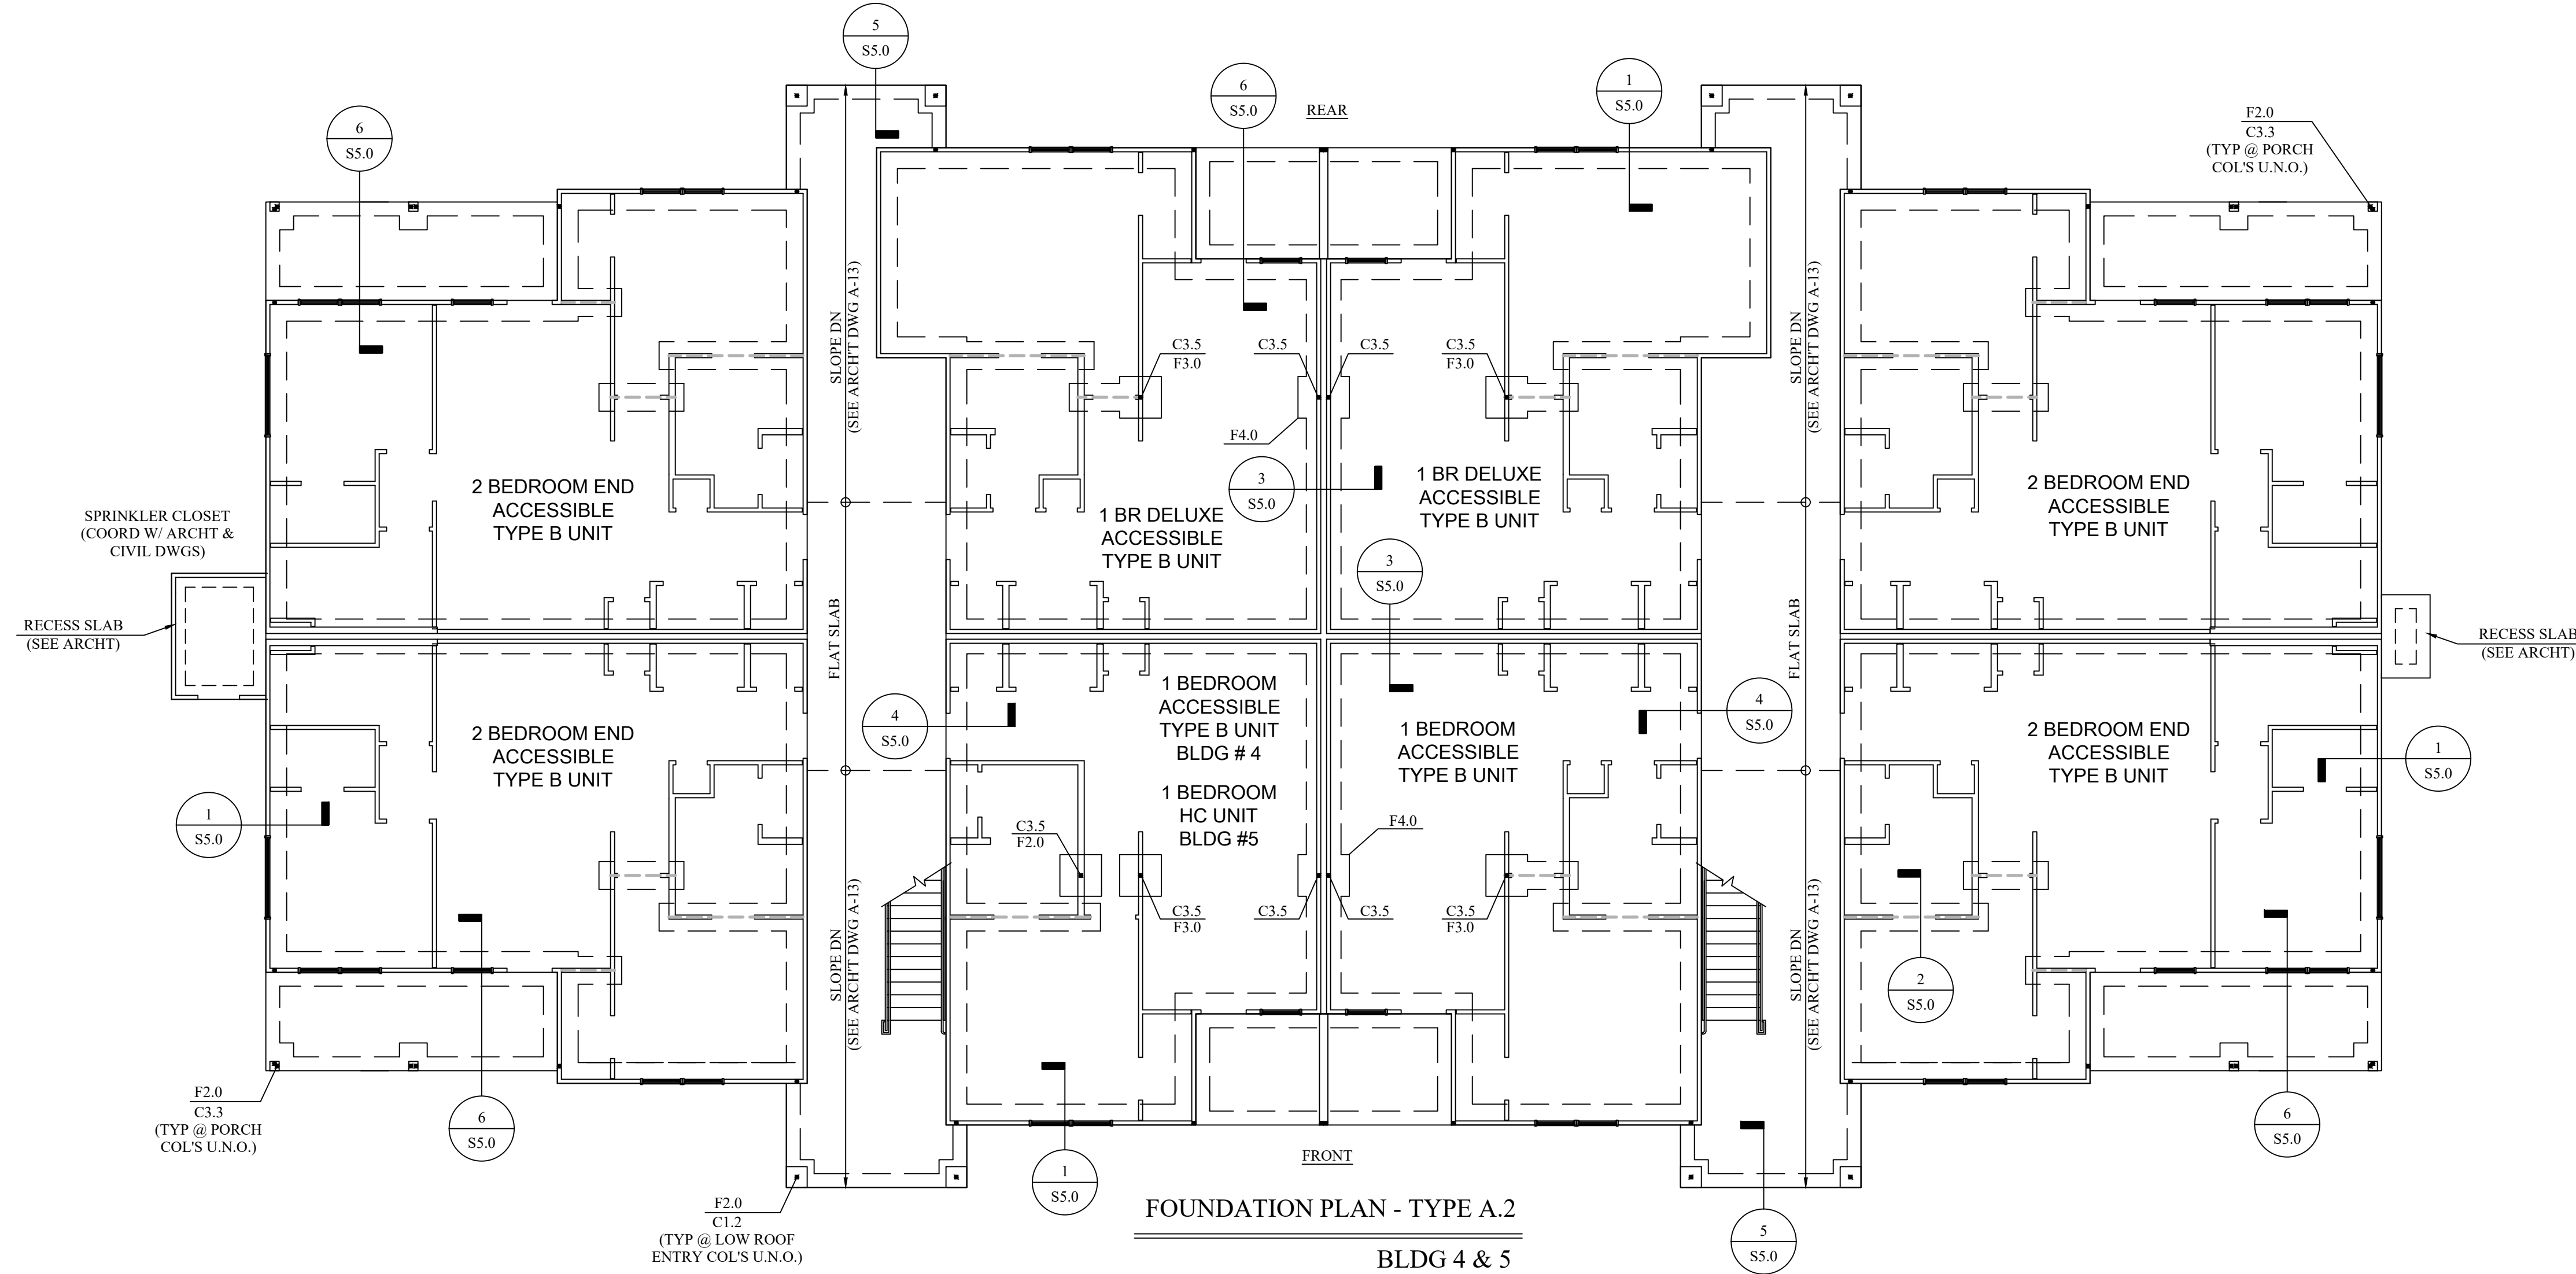 5
S5.0
6
S5.0
1
S5.0
REAR
6
S5.0
F2.0
C3.3
(TYP @ PORCH
COL'S U.N.O.)
SLOPE DN
(SEE ARCH'T DWG A-13)
SLOPE DN
(SEE ARCH'T DWG A-13)
C3.5
F3.0
C3.5
C3.5
C3.5
F3.0
F4.0
3
S5.0
2 BEDROOM END
ACCESSIBLE
TYPE B UNIT
1 BR DELUXE
ACCESSIBLE
TYPE B UNIT
1 BR DELUXE
ACCESSIBLE
TYPE B UNIT
2 BEDROOM END
ACCESSIBLE
TYPE B UNIT
SPRINKLER CLOSET
(COORD W/ ARCHT &
CIVIL DWGS)
3
S5.0
RECESS SLAB
(SEE ARCHT)
FLAT SLAB
FLAT SLAB
RECESS SLAB
(SEE ARCHT)
4
S5.0
4
S5.0
2 BEDROOM END
ACCESSIBLE
TYPE B UNIT
1 BEDROOM
ACCESSIBLE
TYPE B UNIT
BLDG # 4
1 BEDROOM
HC UNIT
BLDG #5
1 BEDROOM
ACCESSIBLE
TYPE B UNIT
2 BEDROOM END
ACCESSIBLE
TYPE B UNIT
1
S5.0
1
S5.0
C3.5
F2.0
F4.0
C3.5
F3.0
C3.5
C3.5
C3.5
F3.0
SLOPE DN
(SEE ARCH'T DWG A-13)
SLOPE DN
(SEE ARCH'T DWG A-13)
2
S5.0
F2.0
C3.3
(TYP @ PORCH
COL'S U.N.O.)
6
S5.0
6
S5.0
FRONT
1
S5.0
F2.0
C1.2
(TYP @ LOW ROOF
ENTRY COL'S U.N.O.)
5
S5.0
FOUNDATION PLAN - TYPE A.2
BLDG 4 & 5